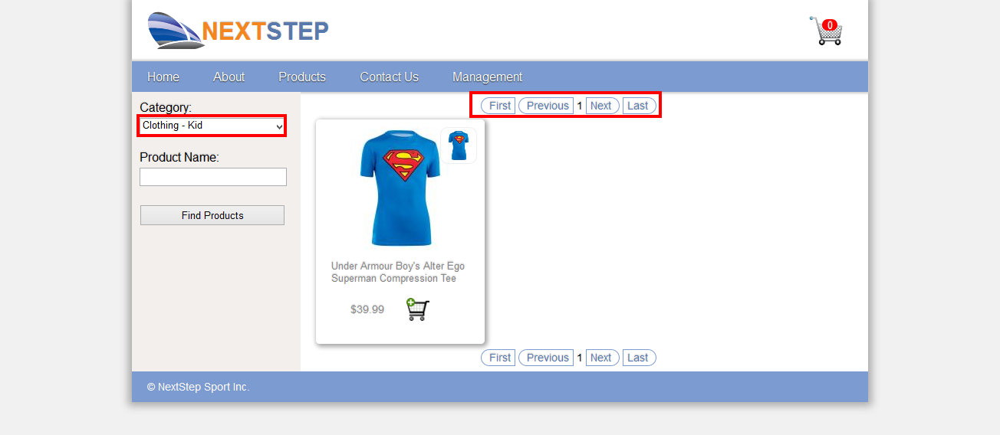 NEXTSTEP
0
Home About Products Contact Us Management
Category:
Clothing - Kid
Product Name:
Find Products
First Previous 1 Next Last
Under Armour Boy's Alter Ego
Superman Compression Tee
$39.99
First Previous 1 Next Last
© NextStep Sport Inc.